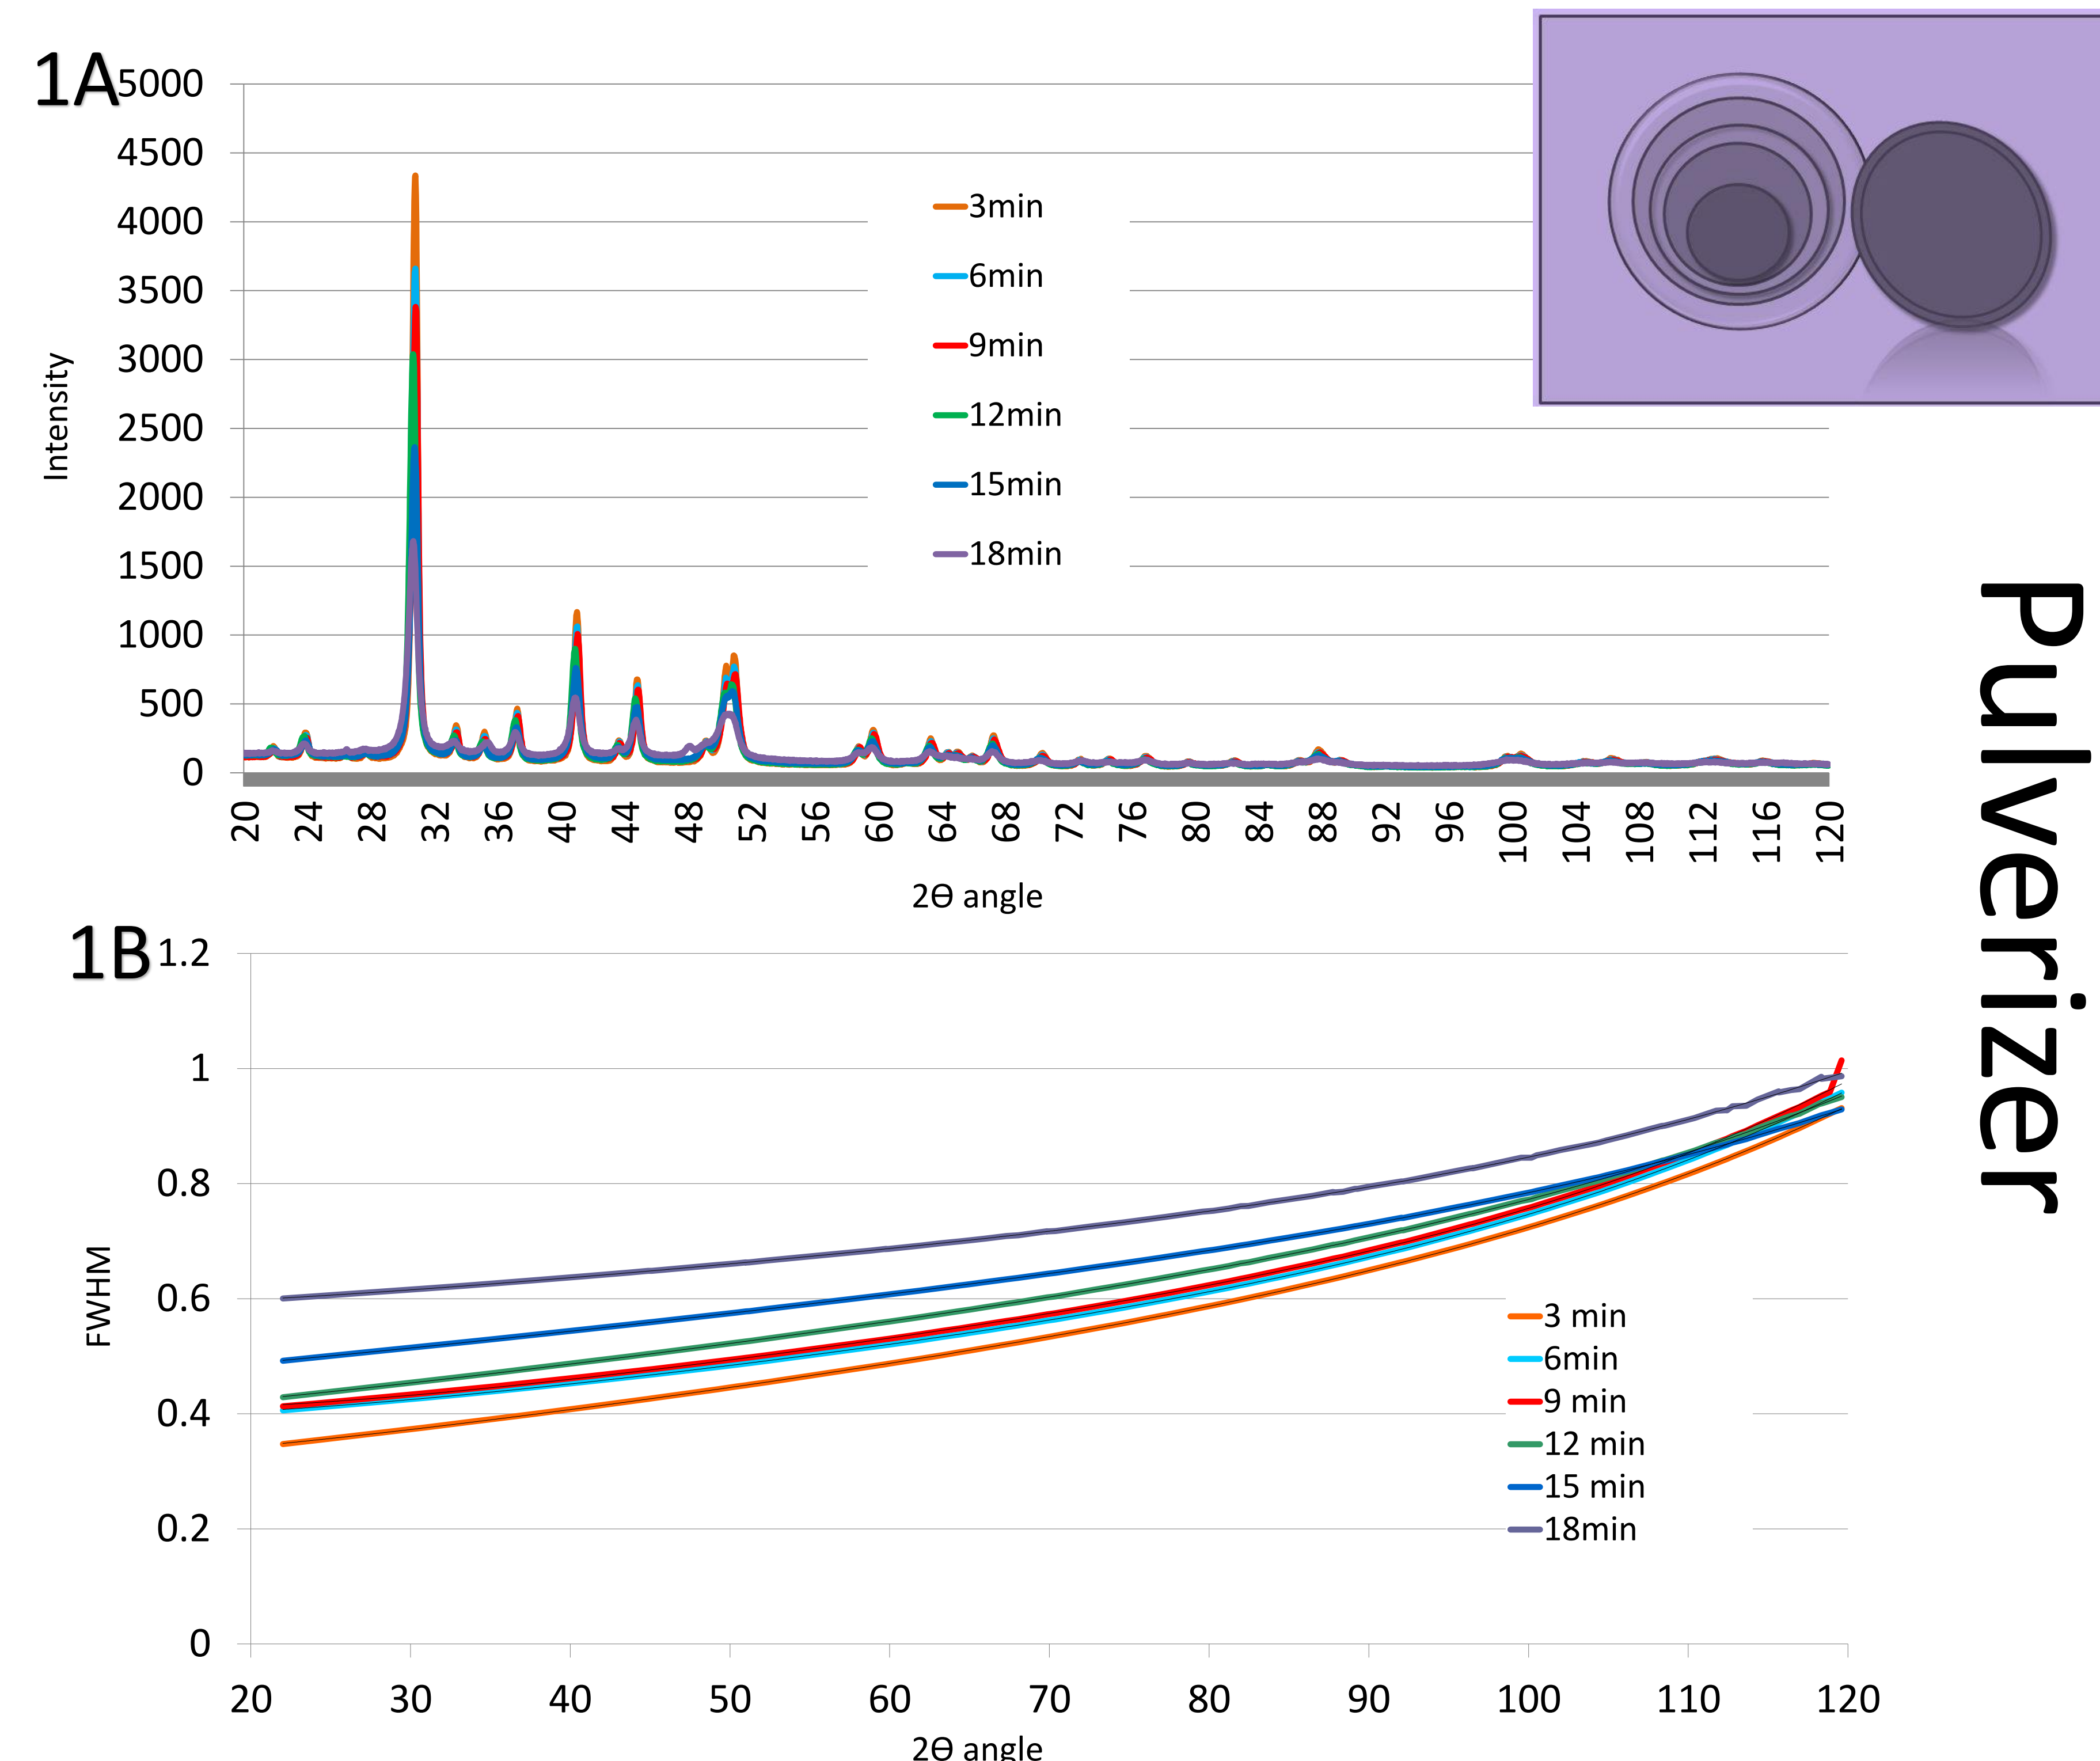 1A
5000
4500
4000
3500
3000
2500
2000
1500
1000
500
0
Intensity
3min
6min
9min
12min
15min
18min
20 24 28 32 36 40 44 48 52 56 60 64 68 72 76 80 84 88 92 96 100 104 108 112 116 120
2ϴ angle
1B
1.2
1
0.8
0.6
0.4
0.2
0
FWHM
3 min
6min
9 min
12 min
15 min
18min
20 30 40 50 60 70 80 90 100 110 120
2ϴ angle
Pulverizer